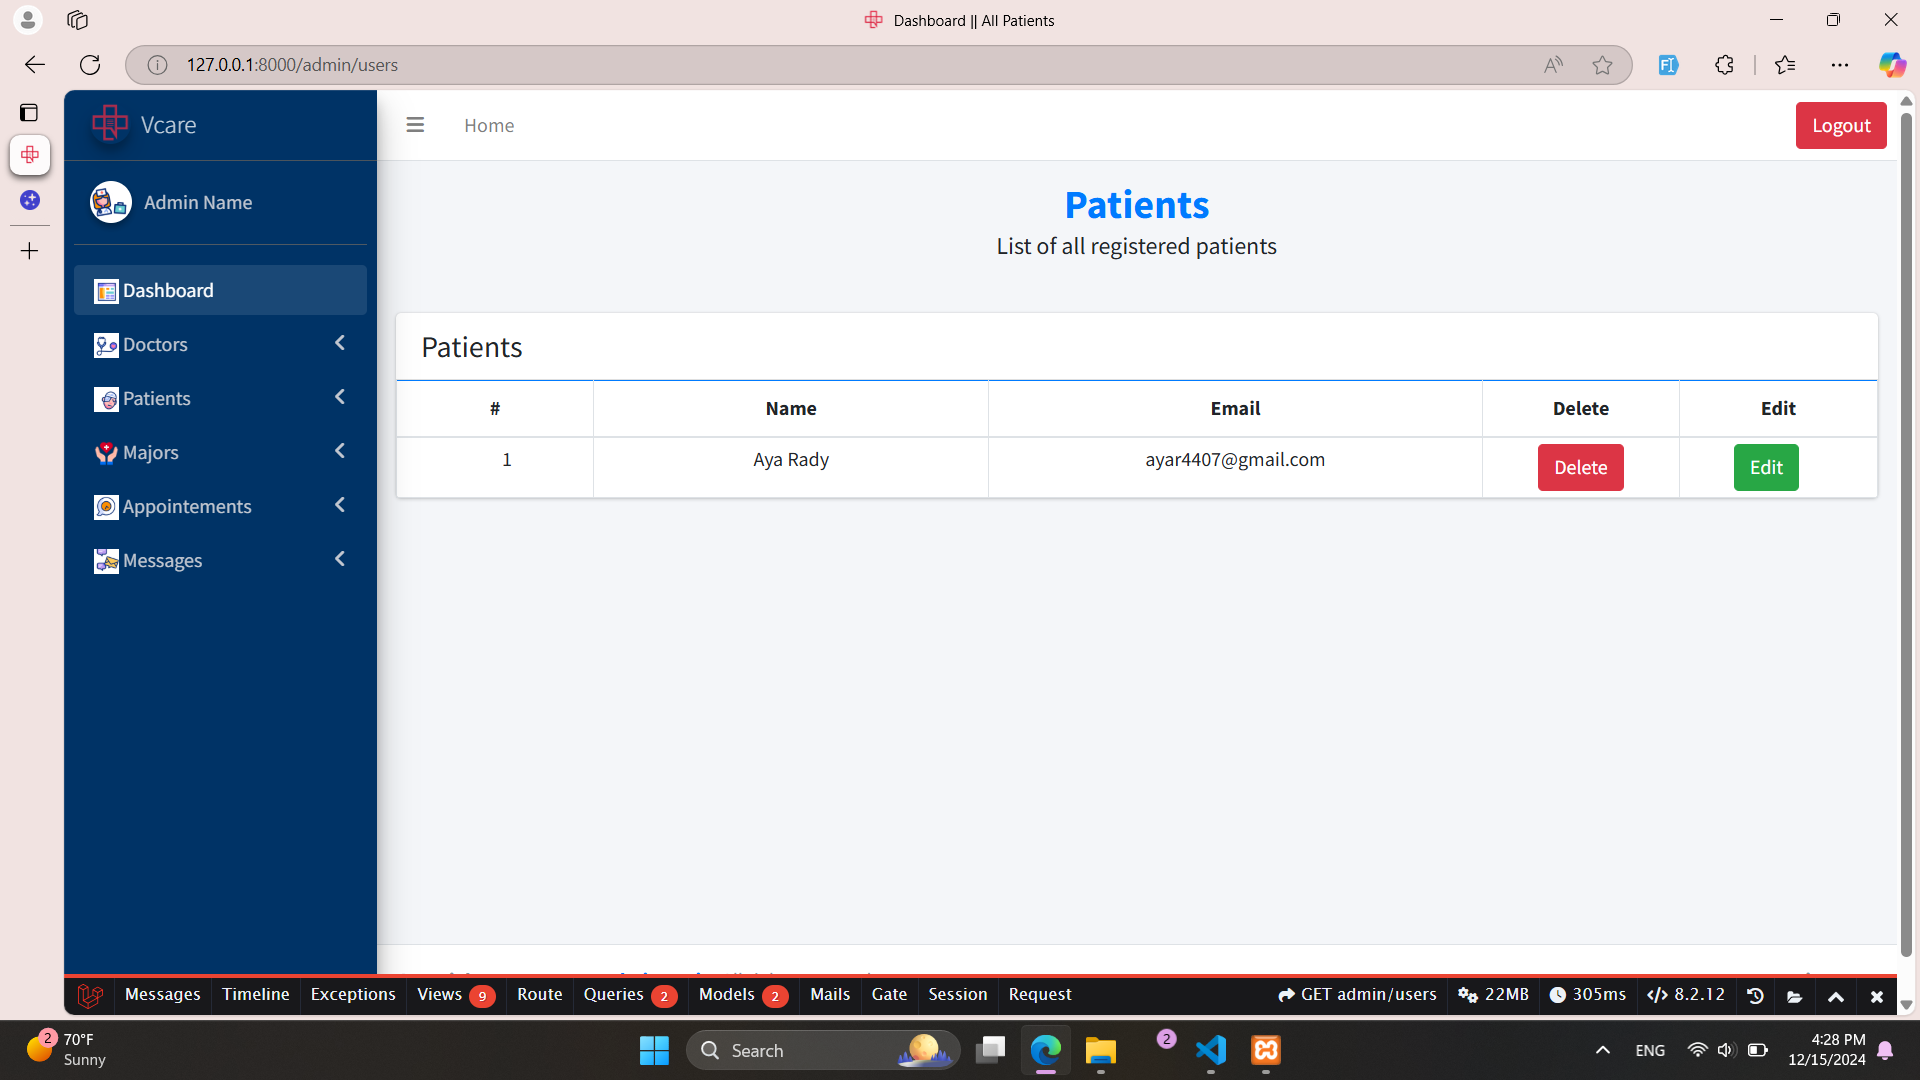 Dashboard || All Patients
127.0.0.1:8000/admin/users
Vcare
Home
Logout
Admin Name
Patients
List of all registered patients
Dashboard
Doctors
Patients
Majors
Appointements
Messages
Patients
# Name Email Delete Edit
1 Aya Rady ayar4407@gmail.com Delete Edit
Messages Timeline Exceptions Views 9 Route Queries 2 Models 2 Mails Gate Session Request GET admin/users 22MB 305ms 8.2.12
2
70°F
Sunny
Search
2
ENG
4:28 PM
12/15/2024